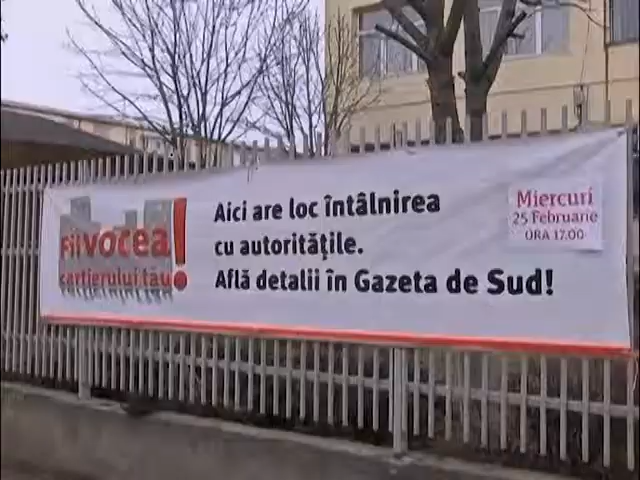 Fii vocea!
cartierului tău
Aici are loc întâlnirea
cu autoritățile.
Află detalii în Gazeta de Sud!
Miercuri
25 Februarie
ORA 17.00